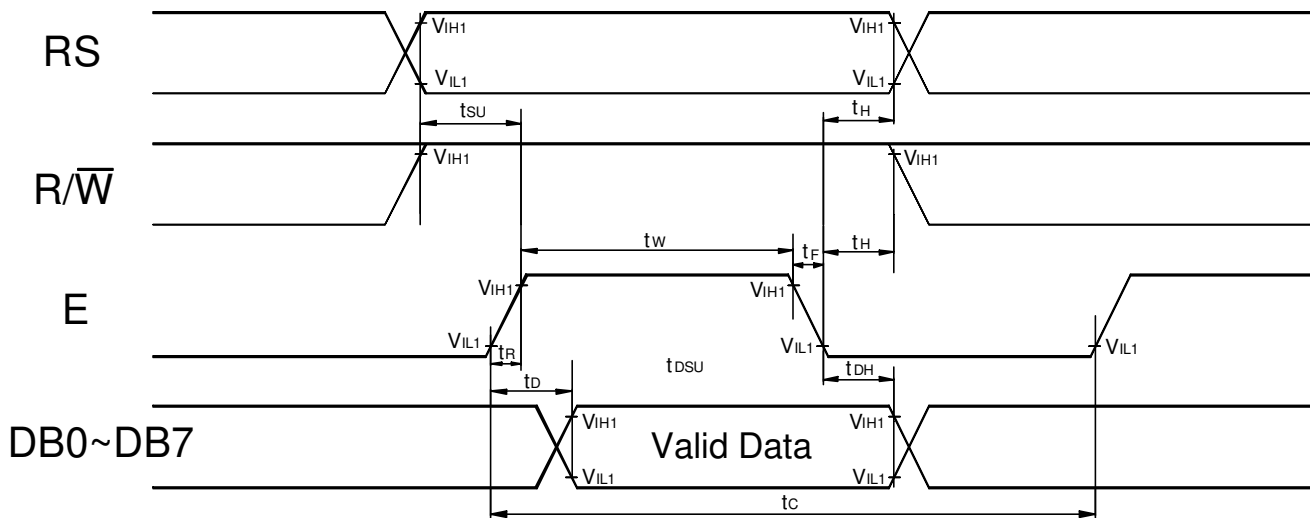 RS
VIH1
VIH1
VIL1
VIL1
tSU
tH
R/W̅
VIH1
VIH1
tW
tF
tH
E
VIH1
VIH1
VIL1
VIL1
VIL1
tR
tD
tDSU
tDH
DB0~DB7
VIH1
VIH1
Valid Data
VIL1
VIL1
tC